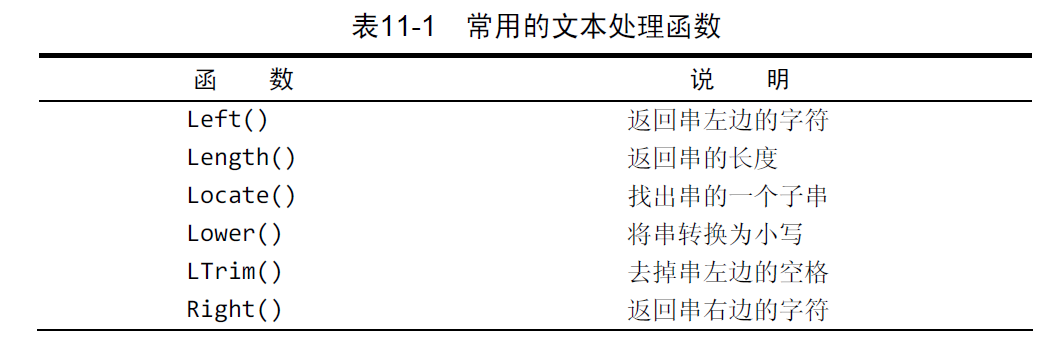 表11-1 常用的文本处理函数
函 数 说 明
Left() 返回串左边的字符
Length() 返回串的长度
Locate() 找出串的一个子串
Lower() 将串转换为小写
LTrim() 去掉串左边的空格
Right() 返回串右边的字符